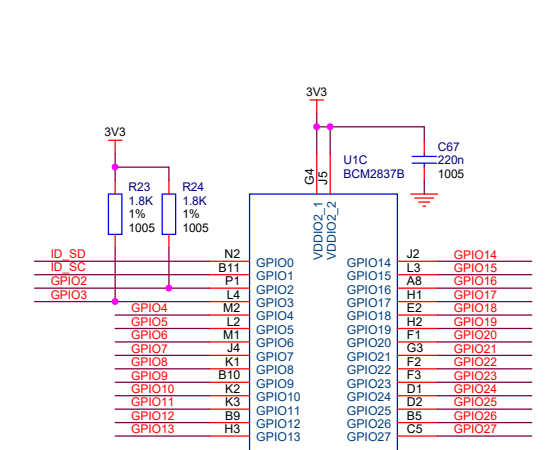 3V3
3V3
C67
220n
1005
U1C
BCM2837B
G4
J5
R23
1.8K
1%
1005
R24
1.8K
1%
1005
VDDIO2_1
VDDIO2_2
ID_SD N2 GPIO0 GPIO14 J2 GPIO14
ID_SC B11 GPIO1 GPIO15 L3 GPIO15
GPIO2 P1 GPIO2 GPIO16 A8 GPIO16
GPIO3 L4 GPIO3 GPIO17 H1 GPIO17
GPIO4 M2 GPIO4 GPIO18 E2 GPIO18
GPIO5 L2 GPIO5 GPIO19 H2 GPIO19
GPIO6 M1 GPIO6 GPIO20 F1 GPIO20
GPIO7 J4 GPIO7 GPIO21 G3 GPIO21
GPIO8 K1 GPIO8 GPIO22 F2 GPIO22
GPIO9 B10 GPIO9 GPIO23 F3 GPIO23
GPIO10 K2 GPIO10 GPIO24 D1 GPIO24
GPIO11 K3 GPIO11 GPIO25 D2 GPIO25
GPIO12 B9 GPIO12 GPIO26 B5 GPIO26
GPIO13 H3 GPIO13 GPIO27 C5 GPIO27